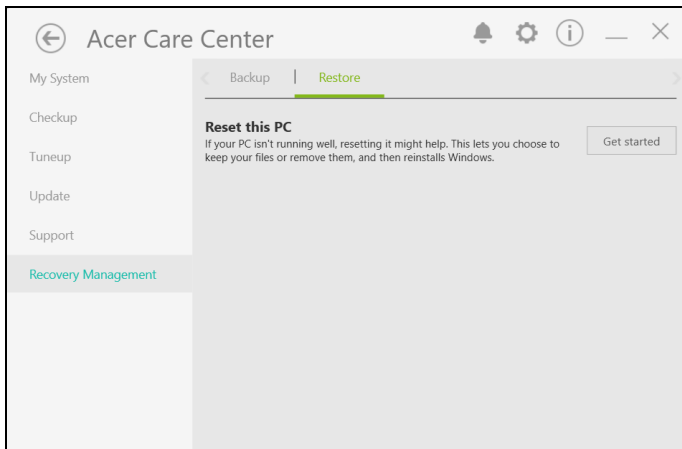 Acer Care Center
My System
Checkup
Tuneup
Update
Support
Recovery Management
Backup | Restore
Reset this PC
If your PC isn't running well, resetting it might help. This lets you choose to
keep your files or remove them, and then reinstalls Windows.
Get started